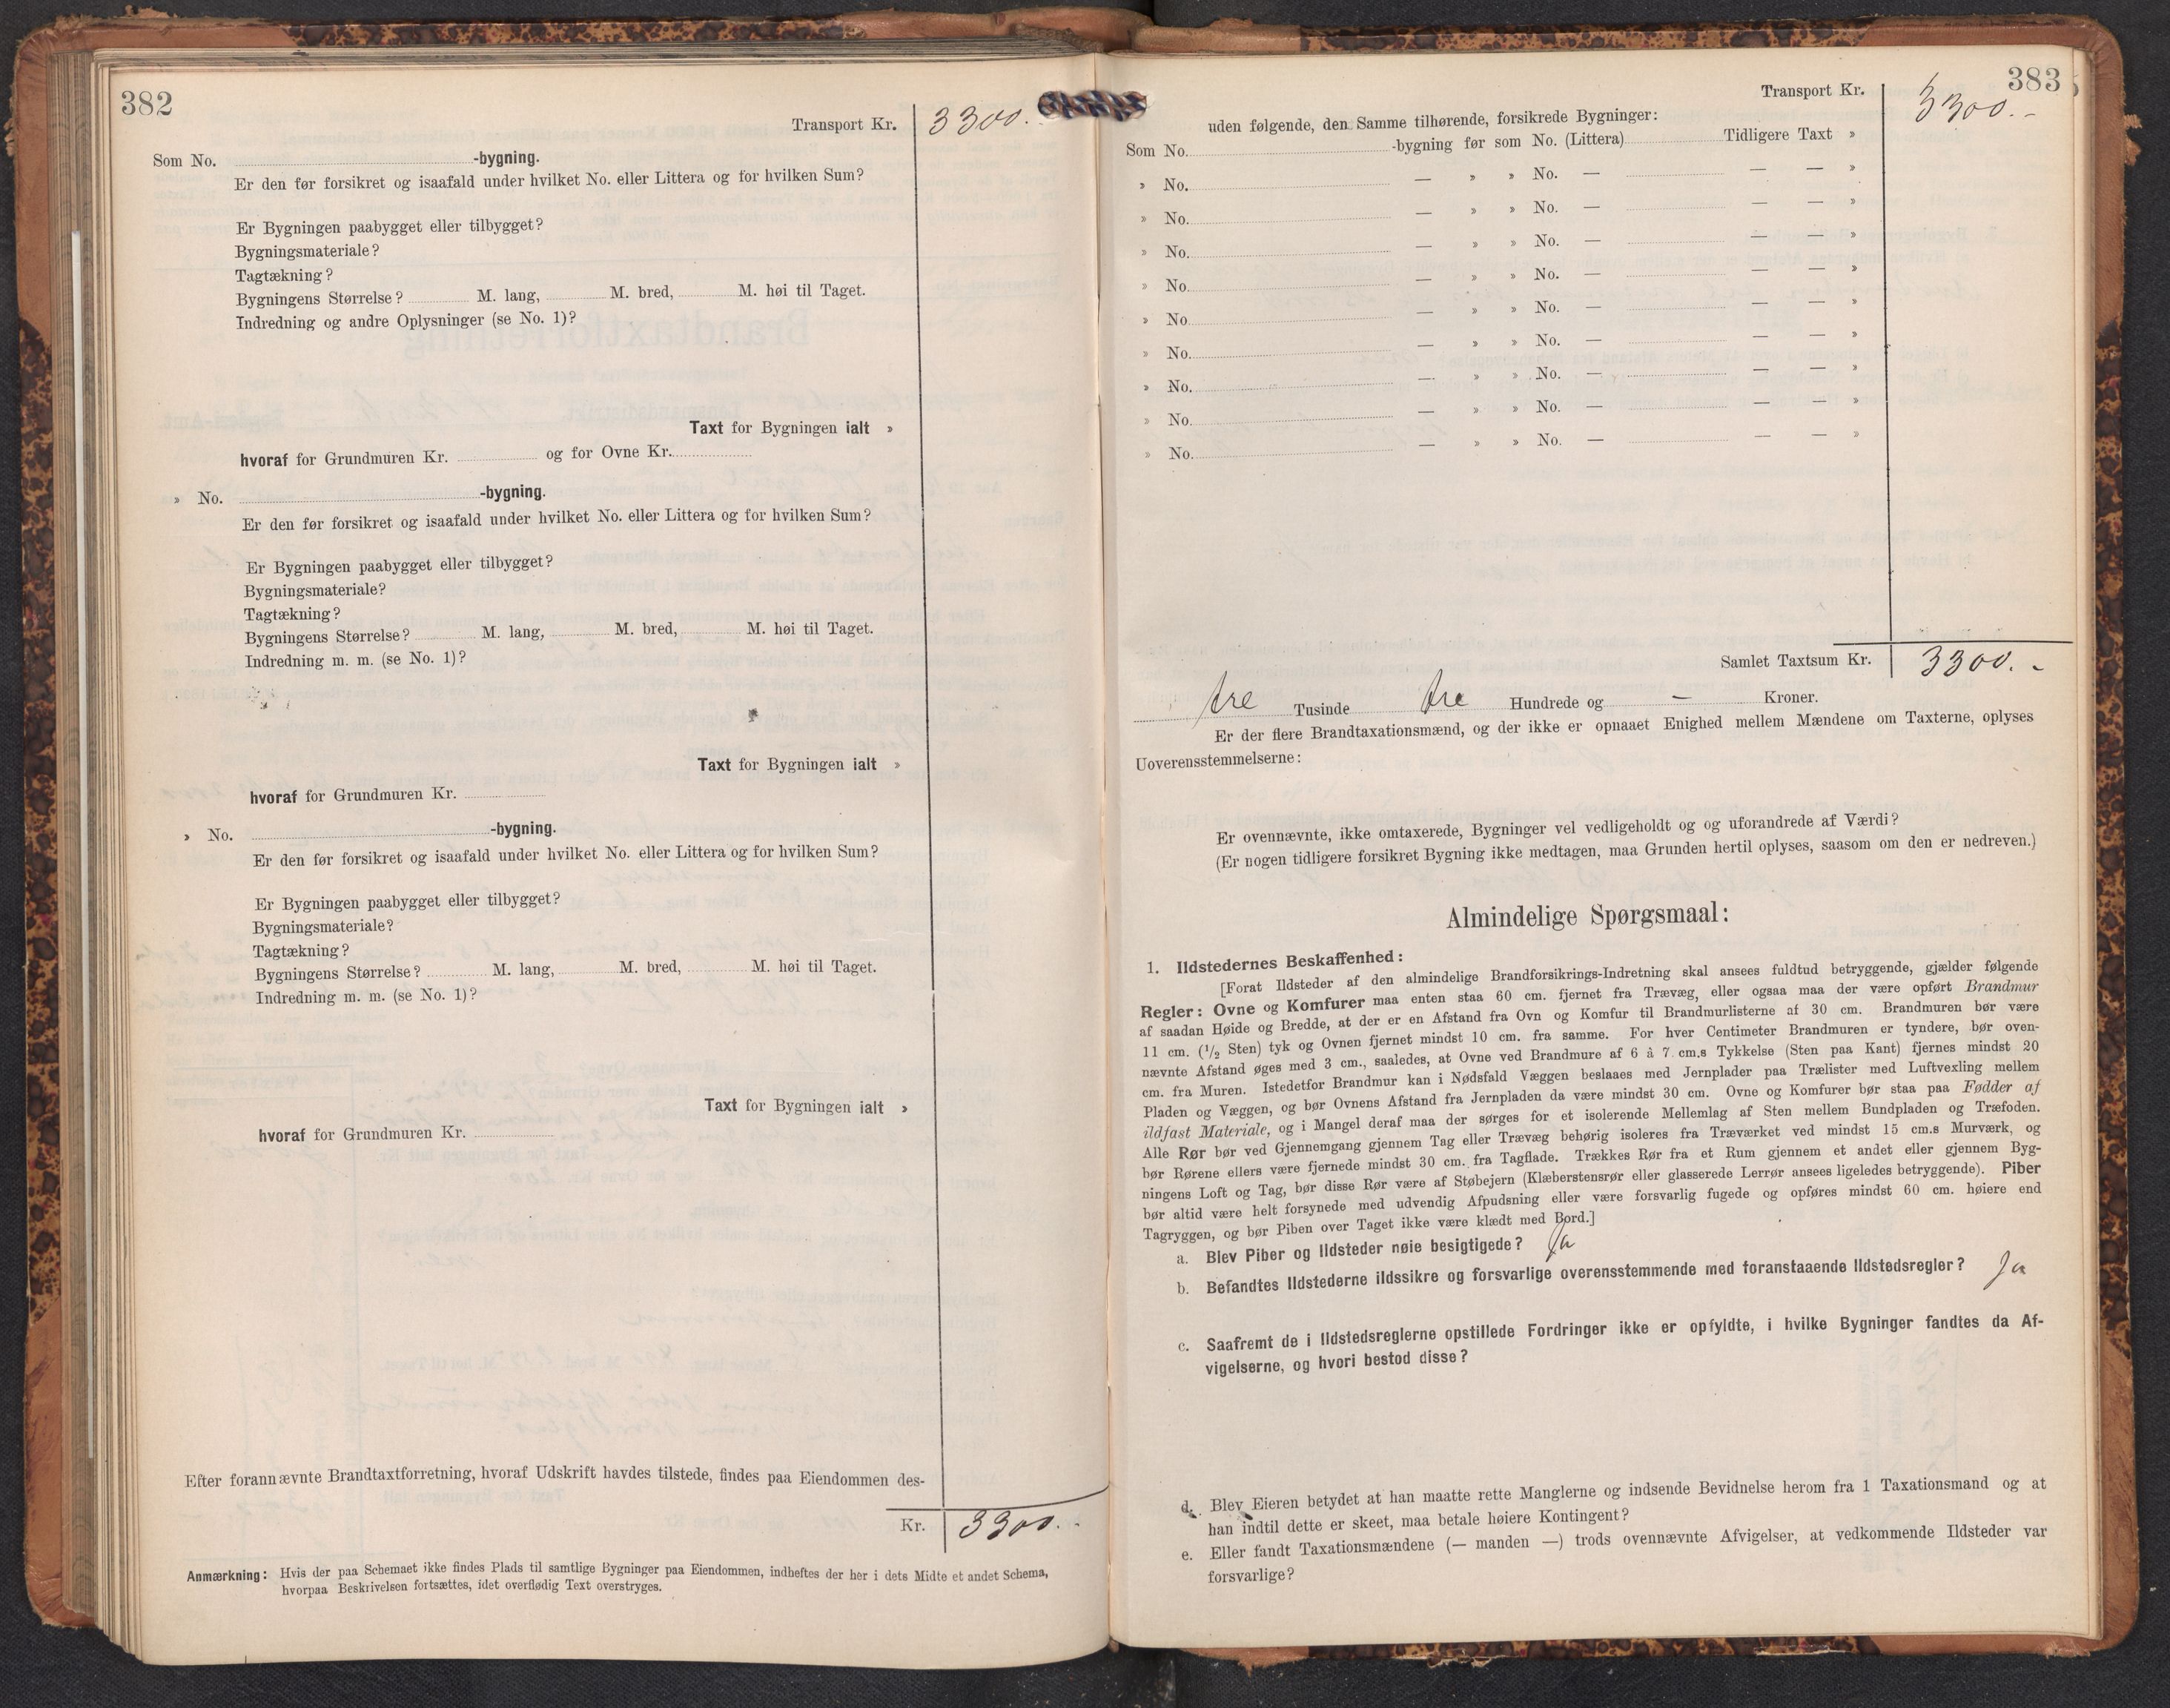 382
Transport Kr. 3300.
Som No. -bygning.
Er den før forsikret og isaafald under hvilket No. eller Littera og for hvilken Sum?
Er Bygningen paabygget eller tilbygget?
Bygningsmateriale?
Tagtækning?
Bygningens Størrelse? M. lang, M. bred, M. høi til Taget.
Indredning og andre Oplysninger (se No. 1)?
Taxt for Bygningen ialt »
hvoraf for Grundmuren Kr. og for Ovne Kr.
» No. -bygning.
Er den før forsikret og isaafald under hvilket No. eller Littera og for hvilken Sum?
Er Bygningen paabygget eller tilbygget?
Bygningsmateriale?
Tagtækning?
Bygningens Størrelse? M. lang, M. bred, M. høi til Taget.
Indredning m. m. (se No. 1)?
Taxt for Bygningen ialt »
hvoraf for Grundmuren Kr.
» No. -bygning.
Er den før forsikret og isaafald under hvilket No. eller Littera og for hvilken Sum?
Er Bygningen paabygget eller tilbygget?
Bygningsmateriale?
Tagtækning?
Bygningens Størrelse? M. lang, M. bred, M. høi til Taget.
Indredning m. m. (se No. 1)?
Taxt for Bygningen ialt »
hvoraf for Grundmuren Kr.
Efter forannævnte Brandtaxtforretning, hvoraf Udskrift havdes tilstede, findes paa Eiendommen des-
Kr. 3300.-
Anmærkning: Hvis der paa Schemaet ikke findes Plads til samtlige Bygninger paa Eiendommen, indheftes der her i dets Midte et andet Schema,
hvorpaa Beskrivelsen fortsættes, idet overflødig Text overstryges.
383
Transport Kr. 3300.-
uden følgende, den Samme tilhørende, forsikrede Bygninger:
Som No. -bygning før som No. (Littera) Tidligere Taxt »
» No. — » » No. — — — »
» No. — » » No. — — — »
» No. — » » No. — — — »
» No. — » » No. — — — »
» No. — » » No. — — — »
» No. — » » No. — — — »
» No. — » » No. — — — »
» No. — » » No. — — — »
» No. — » » No. — — — »
Samlet Taxtsum Kr. 3300.-
tre Tusinde tre Hundrede og — Kroner.
Er der flere Brandtaxationsmænd, og der ikke er opnaaet Enighed mellem Mændene om Taxterne, oplyses
Uoverensstemmelserne:
Er ovennævnte, ikke omtaxerede, Bygninger vel vedligeholdt og og uforandrede af Værdi?
(Er nogen tidligere forsikret Bygning ikke medtagen, maa Grunden hertil oplyses, saasom om den er nedreven.)
Almindelige Spørgsmaal:
1. Ildstedernes Beskaffenhed:
[Forat Ildsteder af den almindelige Brandforsikrings-Indretning skal ansees fuldtud betryggende, gjælder følgende
Regler: Ovne og Komfurer maa enten staa 60 cm. fjernet fra Trævæg, eller ogsaa maa der være opført Brandmur
af saadan Høide og Bredde, at der er en Afstand fra Ovn og Komfur til Brandmurlisterne af 30 cm. Brandmuren bør være
11 cm. (1/2 Sten) tyk og Ovnen fjernet mindst 10 cm. fra samme. For hver Centimeter Brandmuren er tyndere, bør oven-
nævnte Afstand øges med 3 cm., saaledes, at Ovne ved Brandmure af 6 à 7 cm.s Tykkelse (Sten paa Kant) fjernes mindst 20
cm. fra Muren. Istedetfor Brandmur kan i Nødsfald Væggen beslaaes med Jernplader paa Trælister med Luftvexling mellem
Pladen og Væggen, og bør Ovnens Afstand fra Jernpladen da være mindst 30 cm. Ovne og Komfurer bør staa paa Fødder af
ildfast Materiale, og i Mangel deraf maa der sørges for et isolerende Mellemlag af Sten mellem Bundpladen og Træfoden.
Alle Rør bør ved Gjennemgang gjennem Tag eller Trævæg behørig isoleres fra Træværket ved mindst 15 cm.s Murværk, og
bør Rørene ellers være fjernede mindst 30 cm. fra Tagflade. Trækkes Rør fra et Rum gjennem et andet eller gjennem Byg-
ningens Loft og Tag, bør disse Rør være af Støbejern (Klæberstensrør eller glasserede Lerrør ansees ligeledes betryggende). Piber
bør altid være helt forsynede med udvendig Afpudsning eller være forsvarlig fugede og opføres mindst 60 cm. høiere end
Tagryggen, og bør Piben over Taget ikke være klædt med Bord.]
a. Blev Piber og Ildsteder nøie besigtigede? Ja
b. Befandtes Ildstederne ildssikre og forsvarlige overensstemmende med foranstaaende Ildstedsregler? Ja
c. Saafremt de i Ildstedsreglerne opstillede Fordringer ikke er opfyldte, i hvilke Bygninger fandtes da Af-
vigelserne, og hvori bestod disse?
d. Blev Eieren betydet at han maatte rette Manglerne og indsende Bevidnelse herom fra 1 Taxationsmand og at
han indtil dette er skeet, maa betale høiere Kontingent?
e. Eller fandt Taxationsmændene (— manden —) trods ovennævnte Afvigelser, at vedkommende Ildsteder var
forsvarlige?